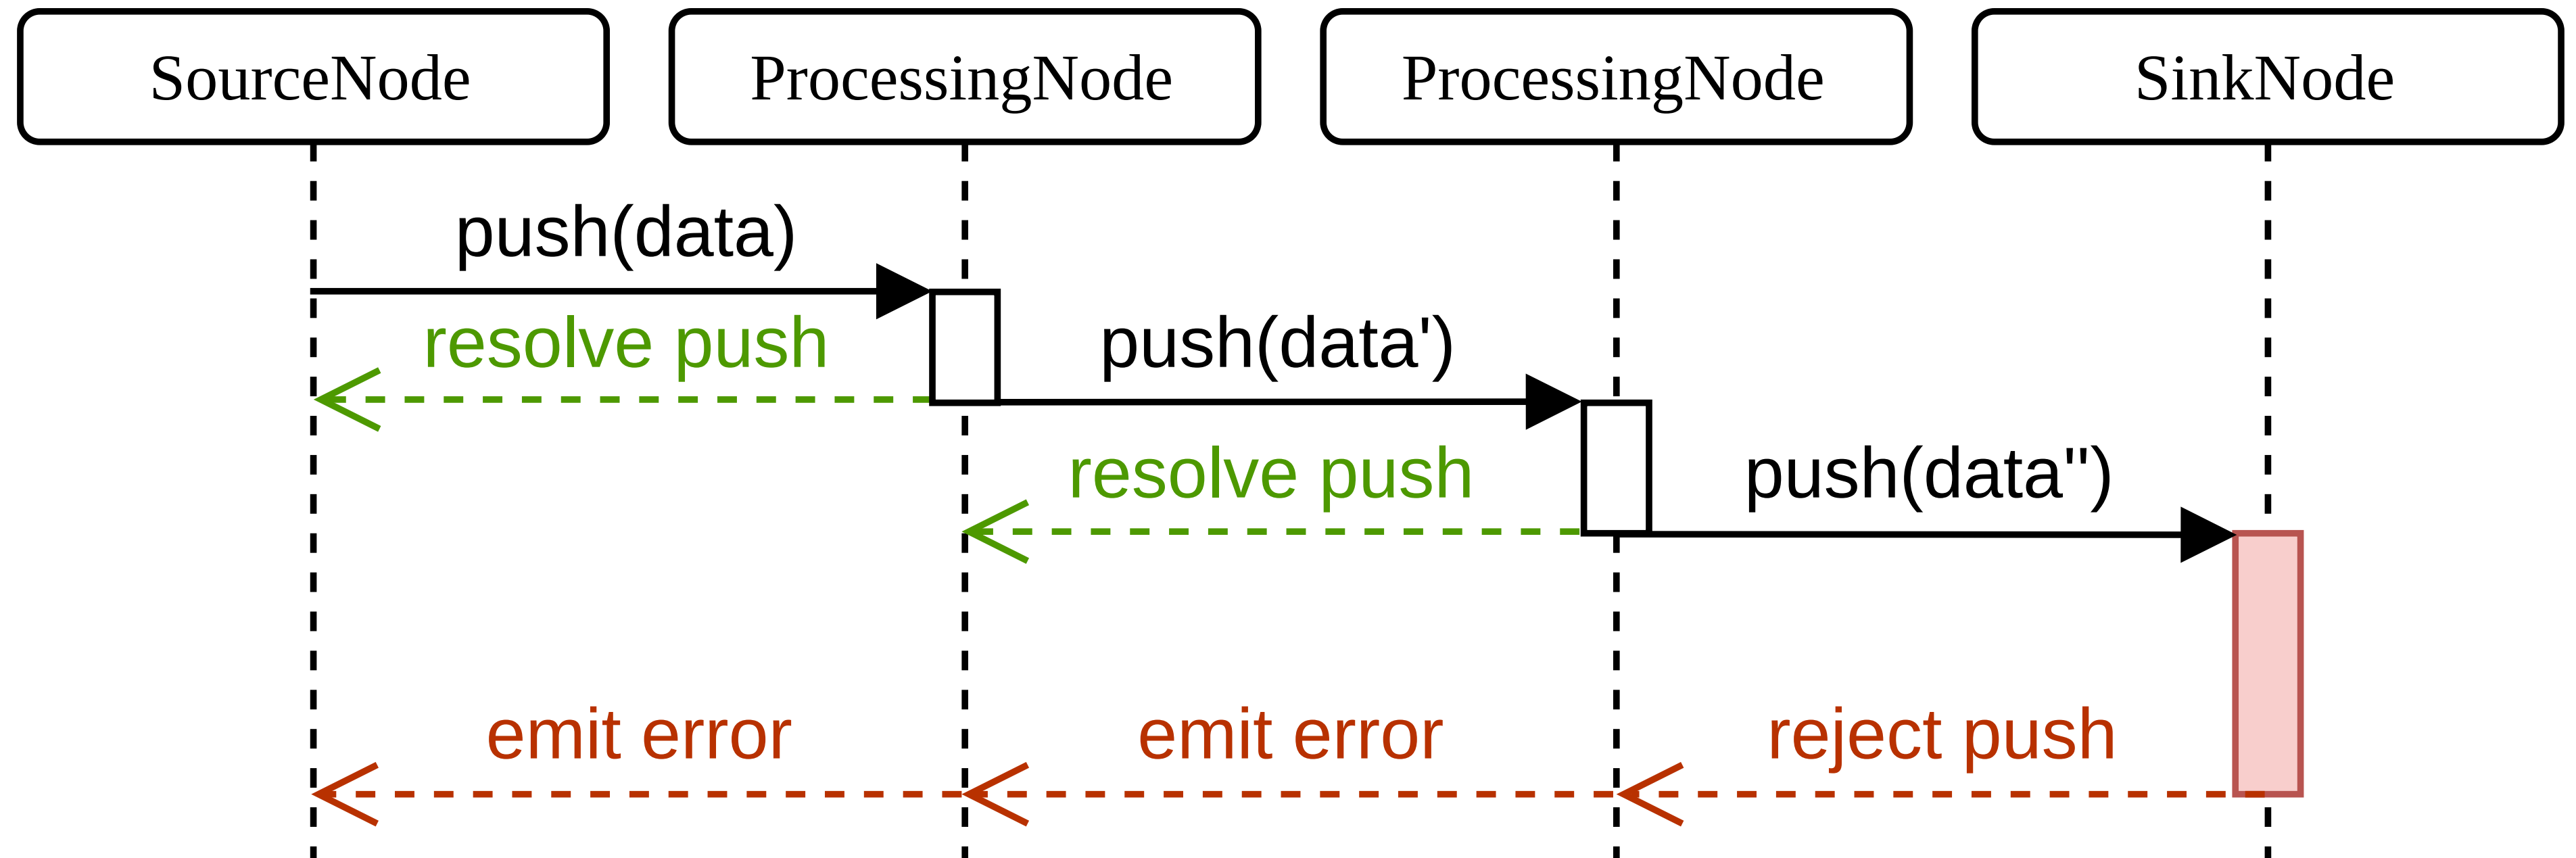 SourceNode
ProcessingNode
ProcessingNode
SinkNode
push(data)
resolve push
push(data')
resolve push
push(data'')
emit error
emit error
reject push